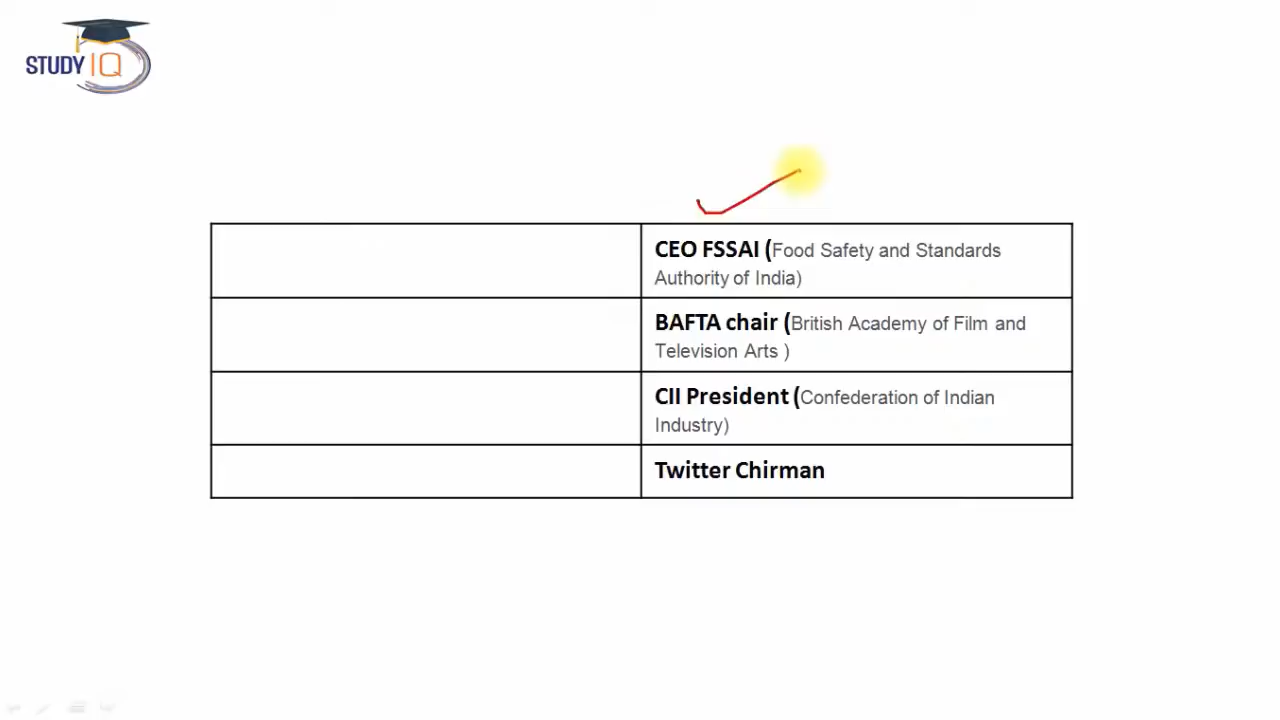 STUDY IQ
CEO FSSAI (Food Safety and Standards
Authority of India)
BAFTA chair (British Academy of Film and
Television Arts )
CII President (Confederation of Indian
Industry)
Twitter Chirman